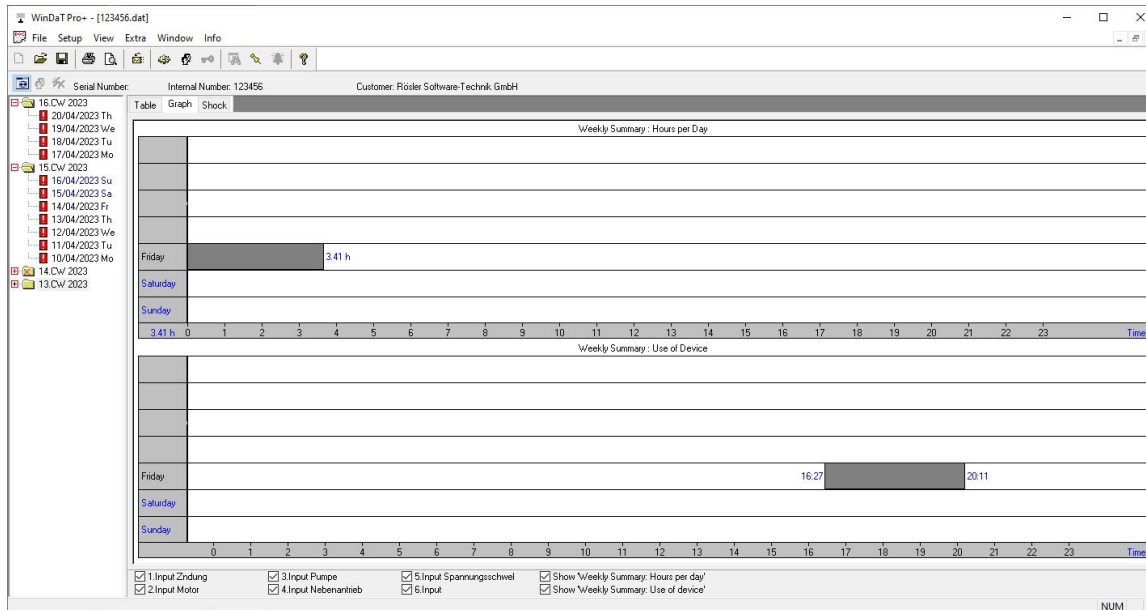 WinDaT Pro+ - [123456.dat]
File Setup View Extra Window Info
Serial Number: Internal Number: 123456 Customer: Rösler Software-Technik GmbH
16.CW 2023
20/04/2023 Th
19/04/2023 We
18/04/2023 Tu
17/04/2023 Mo
15.CW 2023
16/04/2023 Su
15/04/2023 Sa
14/04/2023 Fr
13/04/2023 Th
12/04/2023 We
11/04/2023 Tu
10/04/2023 Mo
14.CW 2023
13.CW 2023
Table Graph Shock
Weekly Summary : Hours per Day
Friday 3.41 h
Saturday
Sunday
3.41 h 0 1 2 3 4 5 6 7 8 9 10 11 12 13 14 15 16 17 18 19 20 21 22 23 Time
Weekly Summary : Use of Device
Friday 16:27 20:11
Saturday
Sunday
0 1 2 3 4 5 6 7 8 9 10 11 12 13 14 15 16 17 18 19 20 21 22 23 Time
1.Input Zndung 3.Input Pumpe 5.Input Spannungsschwel Show 'Weekly Summary: Hours per day'
2.Input Motor 4.Input Nebenantrieb 6.Input Show 'Weekly Summary: Use of device'
NUM